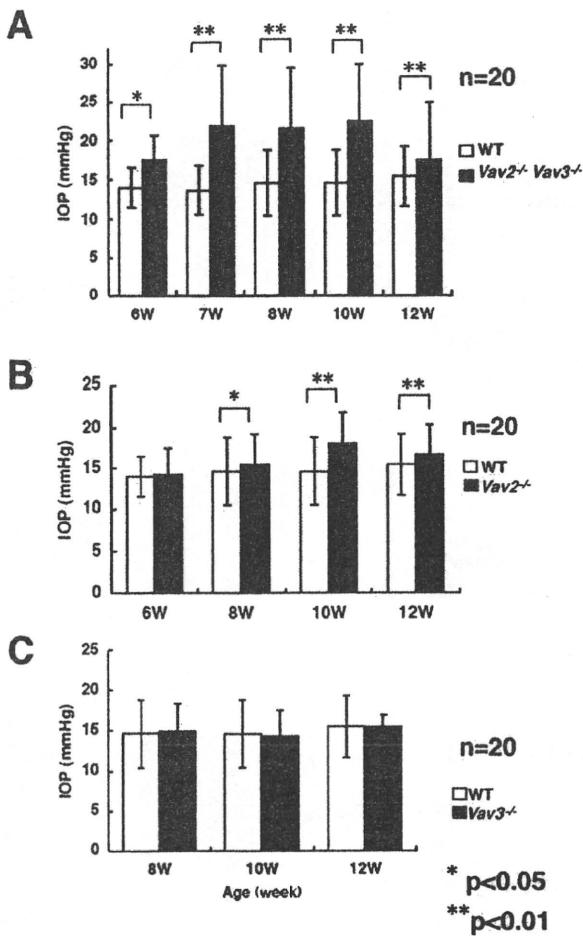 A
IOP (mmHg)
30
25
20
15
10
5
0
*
**
**
**
**
6W 7W 8W 10W 12W
n=20
WT
Vav2-/- Vav3-/-
B
IOP (mmHg)
25
20
15
10
5
0
*
**
**
6W 8W 10W 12W
n=20
WT
Vav2-/-
C
IOP (mmHg)
25
20
15
10
5
0
8W 10W 12W
Age (week)
n=20
WT
Vav3-/-
* p<0.05
**p<0.01